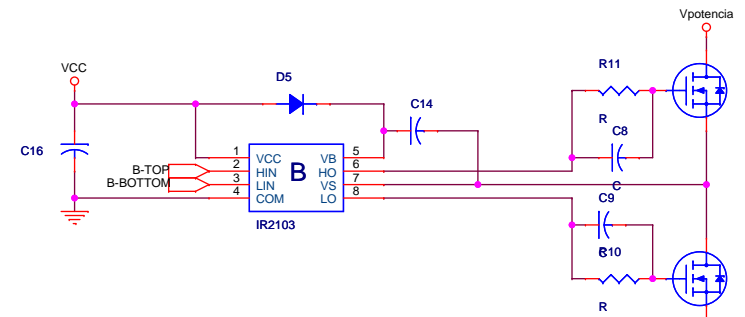 Vpotencia
VCC
D5
R11
C14
R
C8
C16
1 VCC VB 5
B-TOP 2 HIN HO 6
B-BOTTOM 3 LIN VS 7
4 COM LO 8
B
C
IR2103
C9
C
R10
R